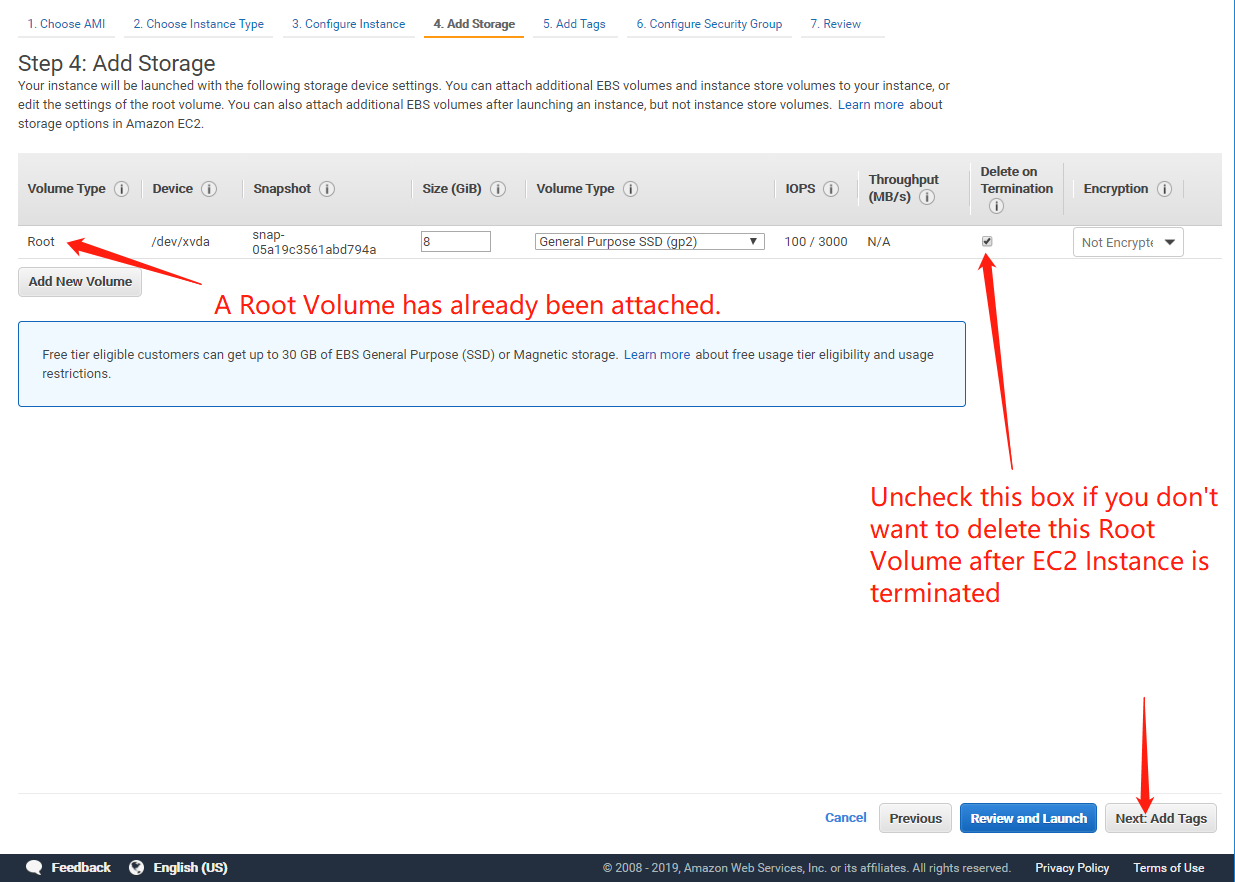 1. Choose AMI 2. Choose Instance Type 3. Configure Instance 4. Add Storage 5. Add Tags 6. Configure Security Group 7. Review
Step 4: Add Storage
Your instance will be launched with the following storage device settings. You can attach additional EBS volumes and instance store volumes to your instance, or
edit the settings of the root volume. You can also attach additional EBS volumes after launching an instance, but not instance store volumes. Learn more about
storage options in Amazon EC2.
Volume Type i Device i Snapshot i Size (GiB) i Volume Type i IOPS i Throughput (MB/s) i Delete on Termination i Encryption i
Root /dev/xvda snap-05a19c3561abd794a 8 General Purpose SSD (gp2) 100 / 3000 N/A Not Encrypte
Add New Volume
A Root Volume has already been attached.
Free tier eligible customers can get up to 30 GB of EBS General Purpose (SSD) or Magnetic storage. Learn more about free usage tier eligibility and usage
restrictions.
Uncheck this box if you don't
want to delete this Root
Volume after EC2 Instance is
terminated
Cancel Previous Review and Launch Next: Add Tags
Feedback English (US) © 2008 - 2019, Amazon Web Services, Inc. or its affiliates. All rights reserved. Privacy Policy Terms of Use